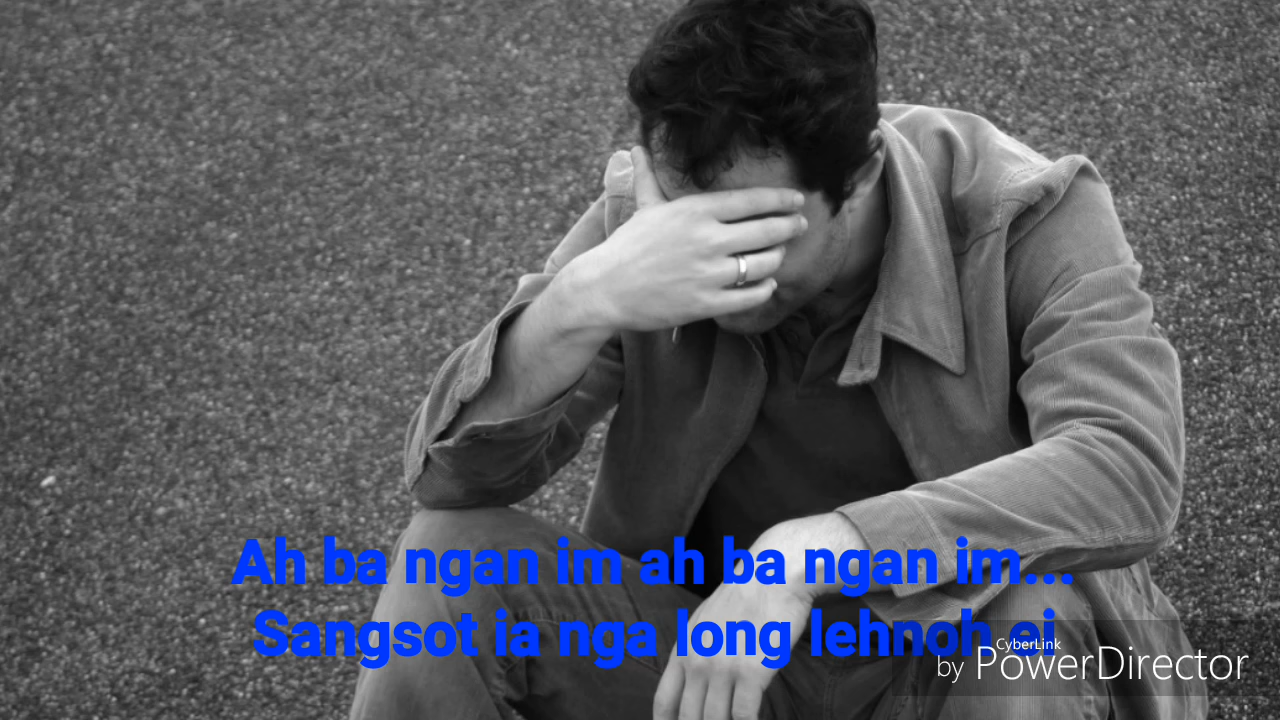 Ah ba ngan im ah ba ngan im...
Sangsot ia nga long lehnoh ei
CyberLink
by PowerDirector